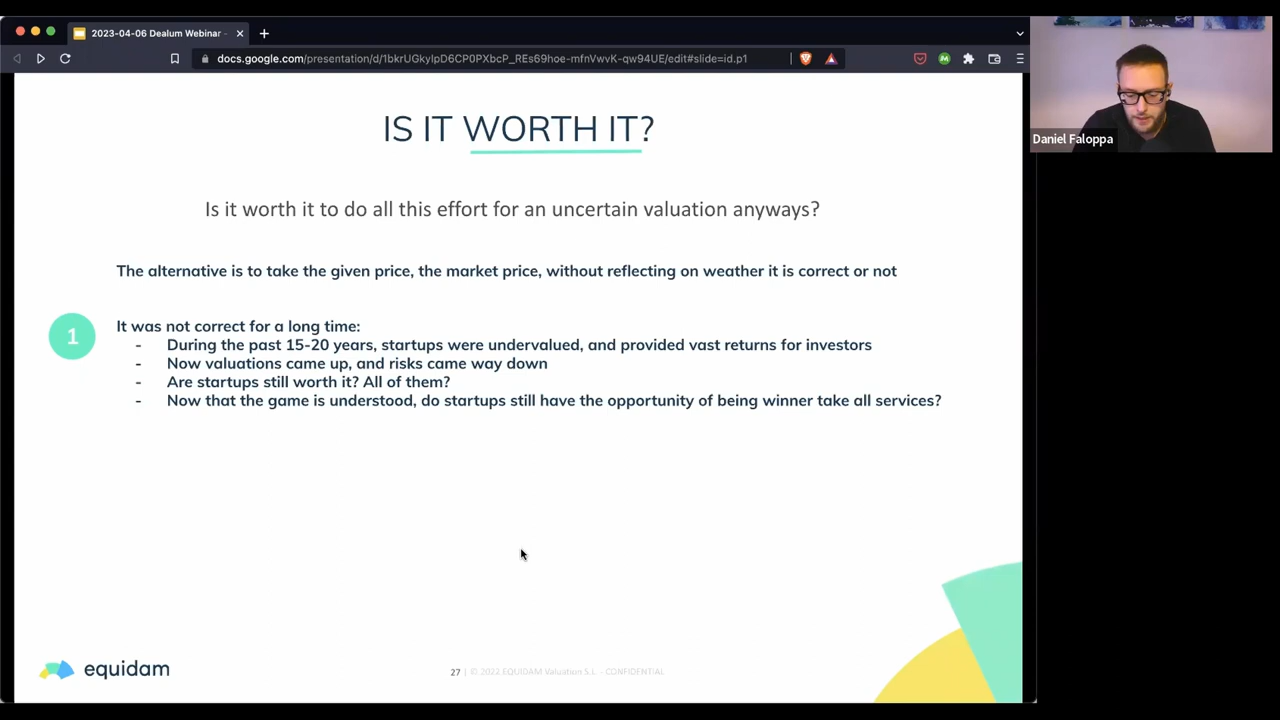 2023-04-06 Dealum Webinar -
docs.google.com/presentation/d/1bkrUGkyIpD6CP0PXbcP_REs69hoe-mfnVwvK-qw94UE/edit#slide=id.p1
Daniel Faloppa
IS IT WORTH IT?
Is it worth it to do all this effort for an uncertain valuation anyways?
The alternative is to take the given price, the market price, without reflecting on weather it is correct or not
1
It was not correct for a long time:
- During the past 15-20 years, startups were undervalued, and provided vast returns for investors
- Now valuations came up, and risks came way down
- Are startups still worth it? All of them?
- Now that the game is understood, do startups still have the opportunity of being winner take all services?
equidam
27 | © 2022 EQUIDAM Valuation S.L. - CONFIDENTIAL